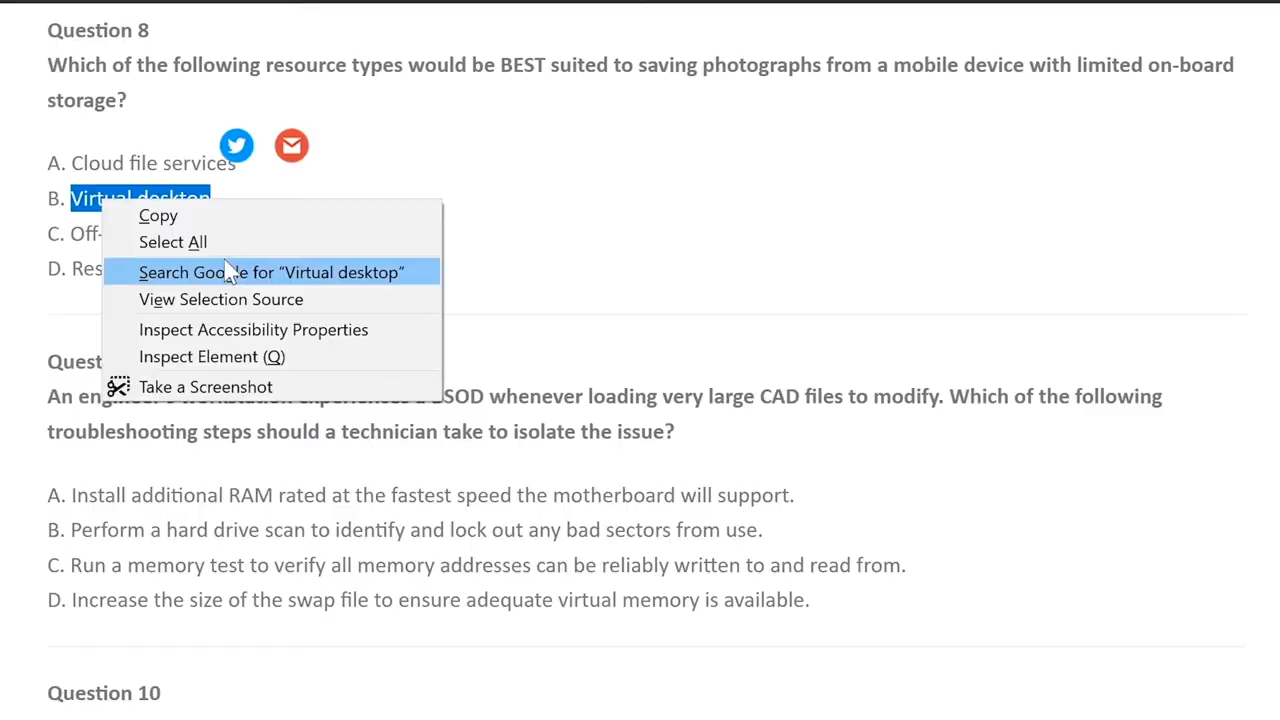 Question 8
Which of the following resource types would be BEST suited to saving photographs from a mobile device with limited on-board
storage?
A. Cloud file services
B. Virtual desktop
Copy
Select All
C. Off-
D. Res
Search Google for “Virtual desktop”
View Selection Source
Inspect Accessibility Properties
Inspect Element (Q)
Take a Screenshot
Quest
An engineer's workstation experiences a BSOD whenever loading very large CAD files to modify. Which of the following
troubleshooting steps should a technician take to isolate the issue?
A. Install additional RAM rated at the fastest speed the motherboard will support.
B. Perform a hard drive scan to identify and lock out any bad sectors from use.
C. Run a memory test to verify all memory addresses can be reliably written to and read from.
D. Increase the size of the swap file to ensure adequate virtual memory is available.
Question 10